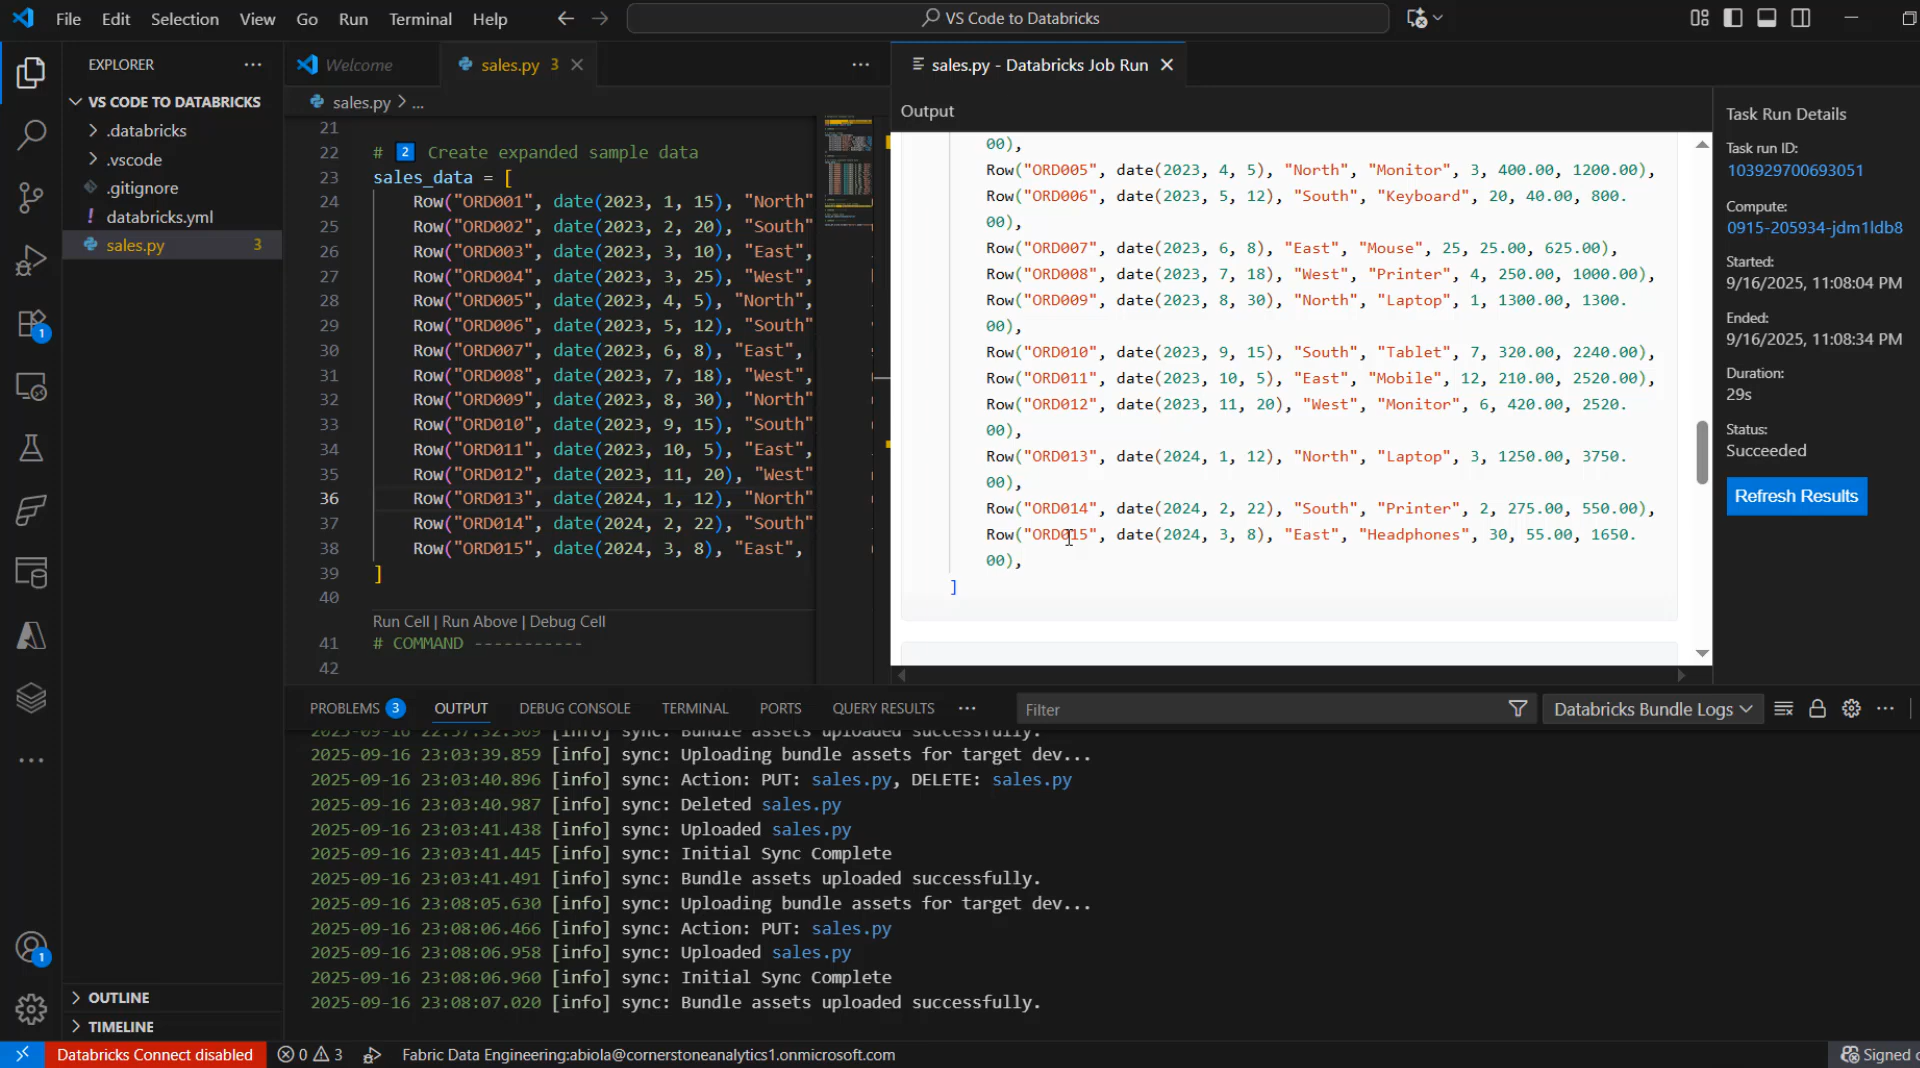 File Edit Selection View Go Run Terminal Help
VS Code to Databricks
EXPLORER
VS CODE TO DATABRICKS
.databricks
.vscode
.gitignore
! databricks.yml
sales.py 3
OUTLINE
TIMELINE
Welcome
sales.py 3
sales.py > ...
21
22 # 2 Create expanded sample data
23 sales_data = [
24 Row("ORD001", date(2023, 1, 15), "North"
25 Row("ORD002", date(2023, 2, 20), "South"
26 Row("ORD003", date(2023, 3, 10), "East",
27 Row("ORD004", date(2023, 3, 25), "West",
28 Row("ORD005", date(2023, 4, 5), "North",
29 Row("ORD006", date(2023, 5, 12), "South"
30 Row("ORD007", date(2023, 6, 8), "East",
31 Row("ORD008", date(2023, 7, 18), "West",
32 Row("ORD009", date(2023, 8, 30), "North"
33 Row("ORD010", date(2023, 9, 15), "South"
34 Row("ORD011", date(2023, 10, 5), "East",
35 Row("ORD012", date(2023, 11, 20), "West"
36 Row("ORD013", date(2024, 1, 12), "North"
37 Row("ORD014", date(2024, 2, 22), "South"
38 Row("ORD015", date(2024, 3, 8), "East",
39 ]
40
Run Cell | Run Above | Debug Cell
41 # COMMAND -----------
42
sales.py - Databricks Job Run
Output
00),
Row("ORD005", date(2023, 4, 5), "North", "Monitor", 3, 400.00, 1200.00),
Row("ORD006", date(2023, 5, 12), "South", "Keyboard", 20, 40.00, 800.
00),
Row("ORD007", date(2023, 6, 8), "East", "Mouse", 25, 25.00, 625.00),
Row("ORD008", date(2023, 7, 18), "West", "Printer", 4, 250.00, 1000.00),
Row("ORD009", date(2023, 8, 30), "North", "Laptop", 1, 1300.00, 1300.
00),
Row("ORD010", date(2023, 9, 15), "South", "Tablet", 7, 320.00, 2240.00),
Row("ORD011", date(2023, 10, 5), "East", "Mobile", 12, 210.00, 2520.00),
Row("ORD012", date(2023, 11, 20), "West", "Monitor", 6, 420.00, 2520.
00),
Row("ORD013", date(2024, 1, 12), "North", "Laptop", 3, 1250.00, 3750.
00),
Row("ORD014", date(2024, 2, 22), "South", "Printer", 2, 275.00, 550.00),
Row("ORD015", date(2024, 3, 8), "East", "Headphones", 30, 55.00, 1650.
00),
]
Task Run Details
Task run ID:
103929700693051
Compute:
0915-205934-jdm1ldb8
Started:
9/16/2025, 11:08:04 PM
Ended:
9/16/2025, 11:08:34 PM
Duration:
29s
Status:
Succeeded
Refresh Results
PROBLEMS 3 OUTPUT DEBUG CONSOLE TERMINAL PORTS QUERY RESULTS
Filter
Databricks Bundle Logs
2025-09-16 22:57:32.309 [info] sync: Bundle assets uploaded successfully.
2025-09-16 23:03:39.859 [info] sync: Uploading bundle assets for target dev...
2025-09-16 23:03:40.896 [info] sync: Action: PUT: sales.py, DELETE: sales.py
2025-09-16 23:03:40.987 [info] sync: Deleted sales.py
2025-09-16 23:03:41.438 [info] sync: Uploaded sales.py
2025-09-16 23:03:41.445 [info] sync: Initial Sync Complete
2025-09-16 23:03:41.491 [info] sync: Bundle assets uploaded successfully.
2025-09-16 23:08:05.630 [info] sync: Uploading bundle assets for target dev...
2025-09-16 23:08:06.466 [info] sync: Action: PUT: sales.py
2025-09-16 23:08:06.958 [info] sync: Uploaded sales.py
2025-09-16 23:08:06.960 [info] sync: Initial Sync Complete
2025-09-16 23:08:07.020 [info] sync: Bundle assets uploaded successfully.
1
1
Databricks Connect disabled
0 3
Fabric Data Engineering:abiola@cornerstoneanalytics1.onmicrosoft.com
Signed